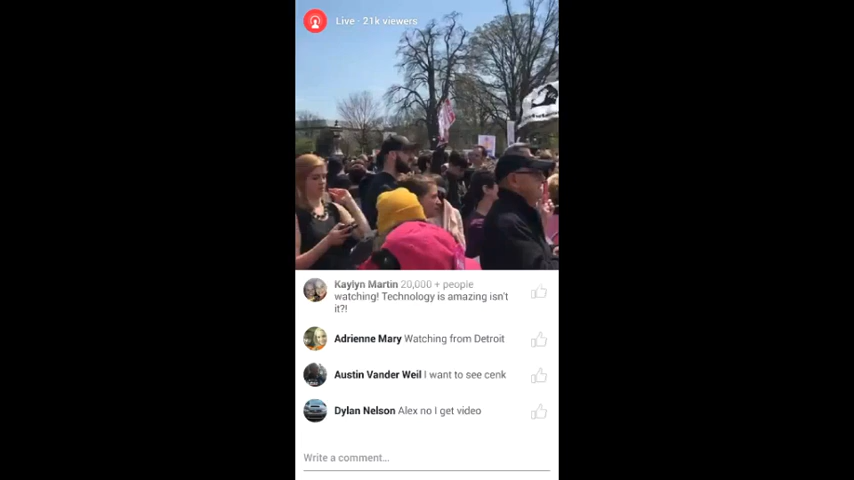 Live · 21k viewers
Kaylyn Martin 20,000 + people
watching! Technology is amazing isn't
it?!
Adrienne Mary Watching from Detroit
Austin Vander Weil I want to see cenk
Dylan Nelson Alex no I get video
Write a comment...